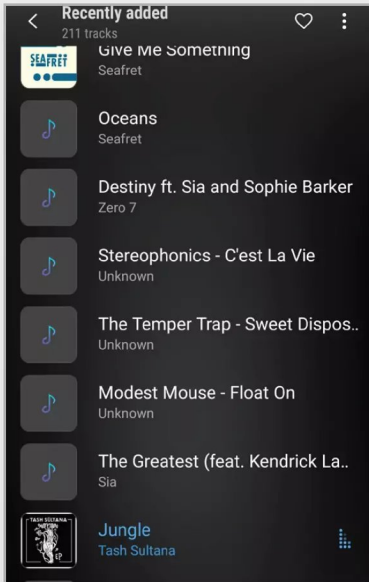 Recently added
211 tracks
SEAFRET
Give Me Something
Seafret
Oceans
Seafret
Destiny ft. Sia and Sophie Barker
Zero 7
Stereophonics - C'est La Vie
Unknown
The Temper Trap - Sweet Dispos..
Unknown
Modest Mouse - Float On
Unknown
The Greatest (feat. Kendrick La..
Sia
TASH SULTANA
NOTION
EP
Jungle
Tash Sultana